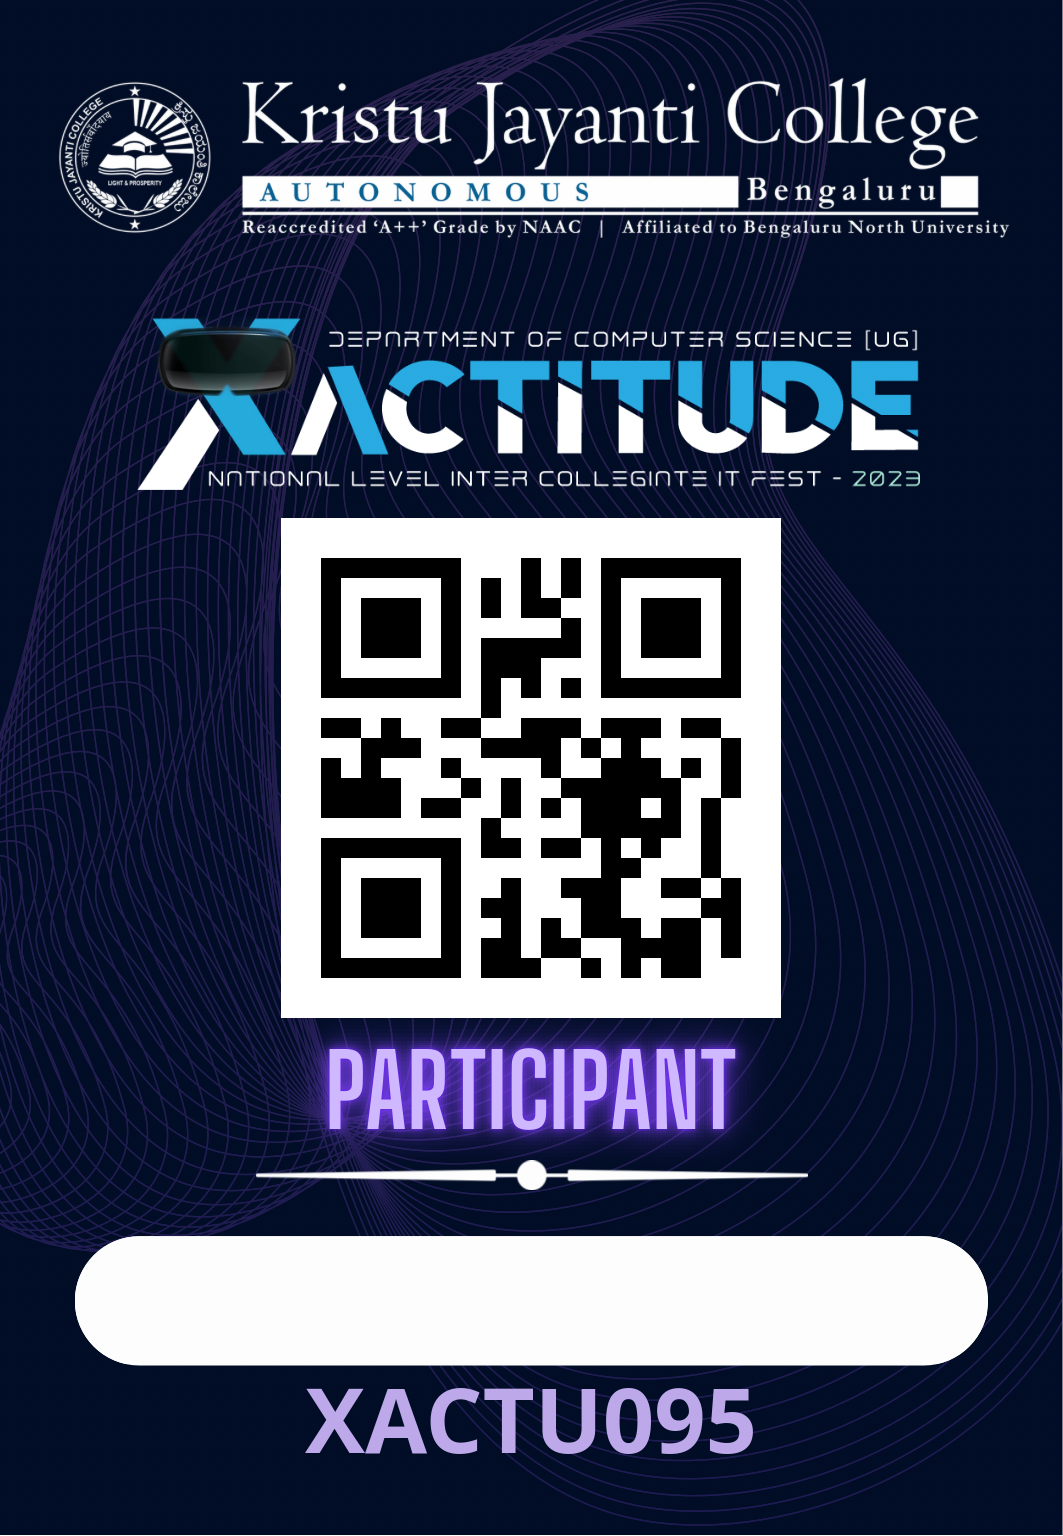 Kristu Jayanti College
AUTONOMOUS Bengaluru
Reaccredited ‘A++’ Grade by NAAC | Affiliated to Bengaluru North University
KRISTU JAYANTI COLLEGE
LIGHT & PROSPERITY
DEPARTMENT OF COMPUTER SCIENCE [UG]
XACTITUDE
NATIONAL LEVEL INTER COLLEGIATE IT FEST - 2023
PARTICIPANT
XACTU095